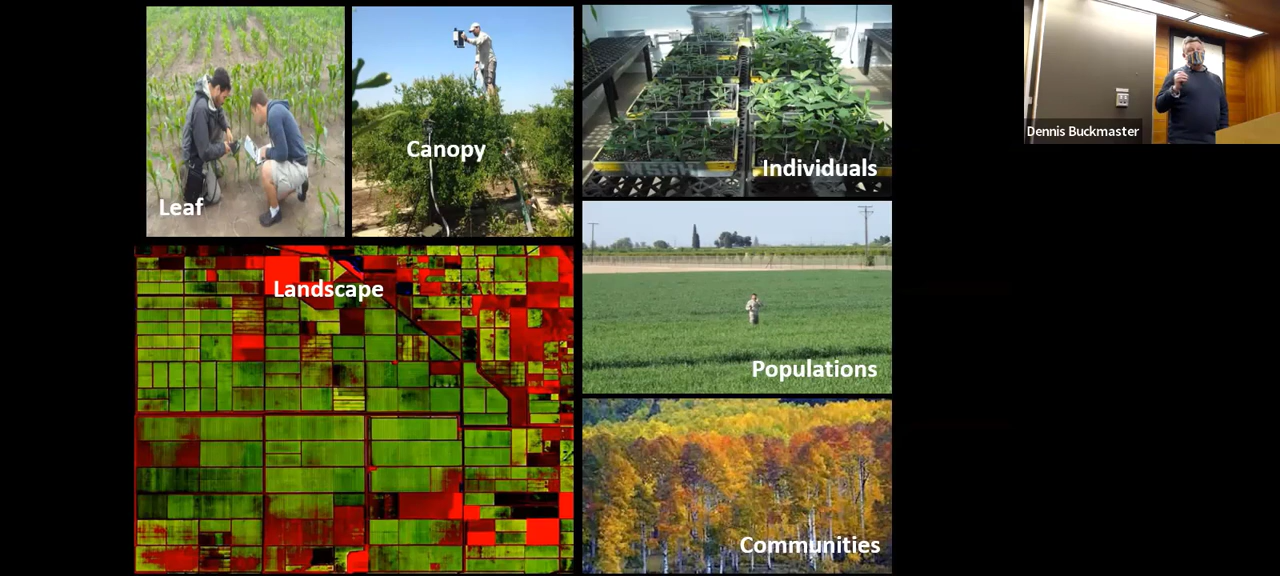 Leaf
Canopy
Individuals
Landscape
Populations
Communities
Dennis Buckmaster